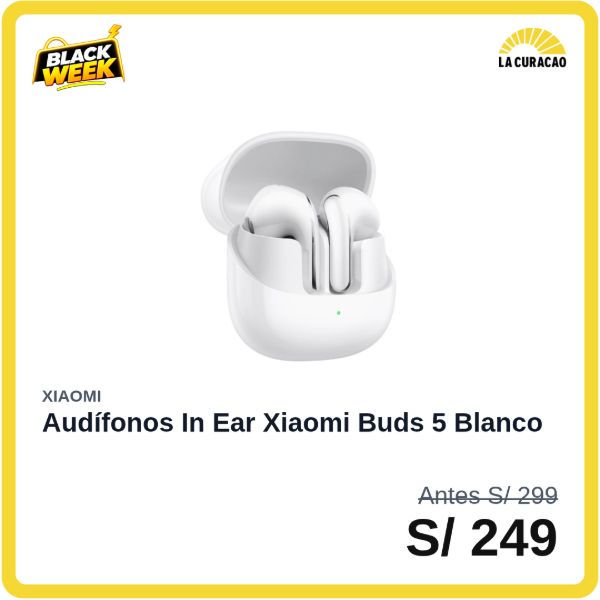 BLACK
WEEK
LA CURACAO
XIAOMI
Audífonos In Ear Xiaomi Buds 5 Blanco
Antes S/ 299
S/ 249